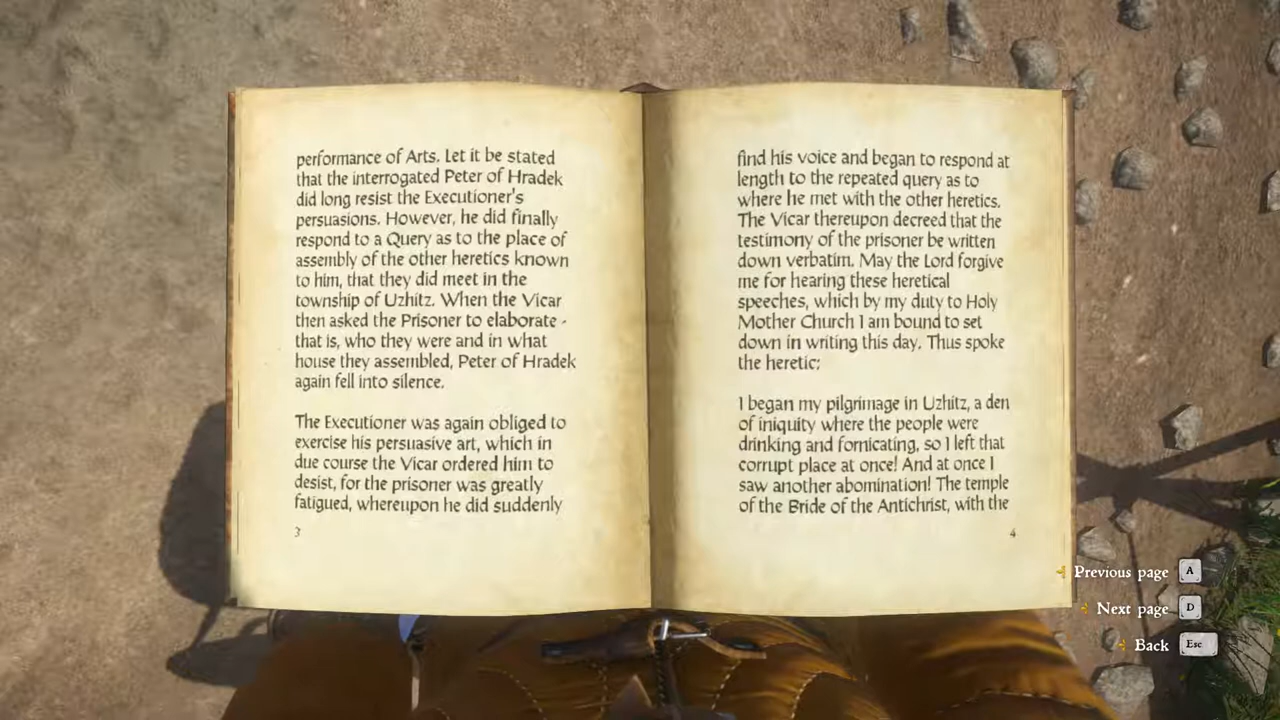 performance of Arts. Let it be stated
that the interrogated Peter of Hradek
did long resist the Executioner's
persuasions. However, he did finally
respond to a Query as to the place of
assembly of the other heretics known
to him, that they did meet in the
township of Uzhitz. When the Vicar
then asked the Prisoner to elaborate -
that is, who they were and in what
house they assembled, Peter of Hradek
again fell into silence.
The Executioner was again obliged to
exercise his persuasive art, which in
due course the Vicar ordered him to
desist, for the prisoner was greatly
fatigued, whereupon he did suddenly
3
find his voice and began to respond at
length to the repeated query as to
where he met with the other heretics.
The Vicar thereupon decreed that the
testimony of the prisoner be written
down verbatim. May the Lord forgive
me for hearing these heretical
speeches, which by my duty to Holy
Mother Church I am bound to set
down in writing this day. Thus spoke
the heretic:
I began my pilgrimage in Uzhitz, a den
of iniquity where the people were
drinking and fornicating, so I left that
corrupt place at once! And at once I
saw another abomination! The temple
of the Bride of the Antichrist, with the
4
Previous page A
Next page D
Back Esc